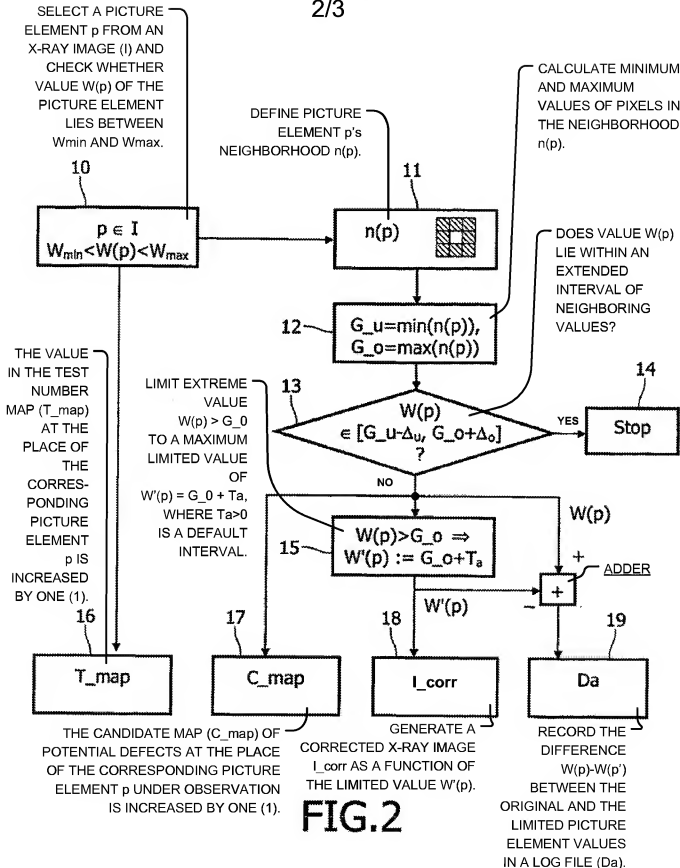 2/3
SELECT A PICTURE
ELEMENT p FROM AN
X-RAY IMAGE (I) AND
CHECK WHETHER
VALUE W(p) OF THE
PICTURE ELEMENT
LIES BETWEEN
Wmin AND Wmax.
10
p ∈ I
Wmin<W(p)<Wmax
DEFINE PICTURE
ELEMENT p's
NEIGHBORHOOD n(p).
11
n(p)
CALCULATE MINIMUM
AND MAXIMUM
VALUES OF PIXELS IN
THE NEIGHBORHOOD
n(p).
12
G_u=min(n(p)),
G_o=max(n(p))
DOES VALUE W(p)
LIE WITHIN AN
EXTENDED
INTERVAL OF
NEIGHBORING
VALUES?
13
W(p)
∈ [G_u-Δu, G_o+Δo]
?
YES
14
Stop
NO
THE VALUE
IN THE TEST
NUMBER
MAP (T_map)
AT THE
PLACE OF
THE
CORRES-
PONDING
PICTURE
ELEMENT
p IS
INCREASED
BY ONE (1).
LIMIT EXTREME
VALUE
W(p) > G_0
TO A MAXIMUM
LIMITED VALUE
OF
W'(p) = G_0 + Ta,
WHERE Ta>0
IS A DEFAULT
INTERVAL.
15
W(p)>G_o ⇒
W'(p) := G_o+Ta
W(p)
+
+
ADDER
−
W'(p)
16
T_map
17
C_map
18
I_corr
19
Da
THE CANDIDATE MAP (C_map) OF
POTENTIAL DEFECTS AT THE PLACE
OF THE CORRESPONDING PICTURE
ELEMENT p UNDER OBSERVATION
IS INCREASED BY ONE (1).
GENERATE A
CORRECTED X-RAY IMAGE
I_corr AS A FUNCTION OF
THE LIMITED VALUE W'(p).
RECORD THE
DIFFERENCE
W(p)-W(p')
BETWEEN THE
ORIGINAL AND THE
LIMITED PICTURE
ELEMENT VALUES
IN A LOG FILE (Da).
FIG.2